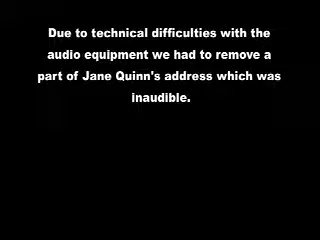 Due to technical difficulties with the
audio equipment we had to remove a
part of Jane Quinn's address which was
inaudible.